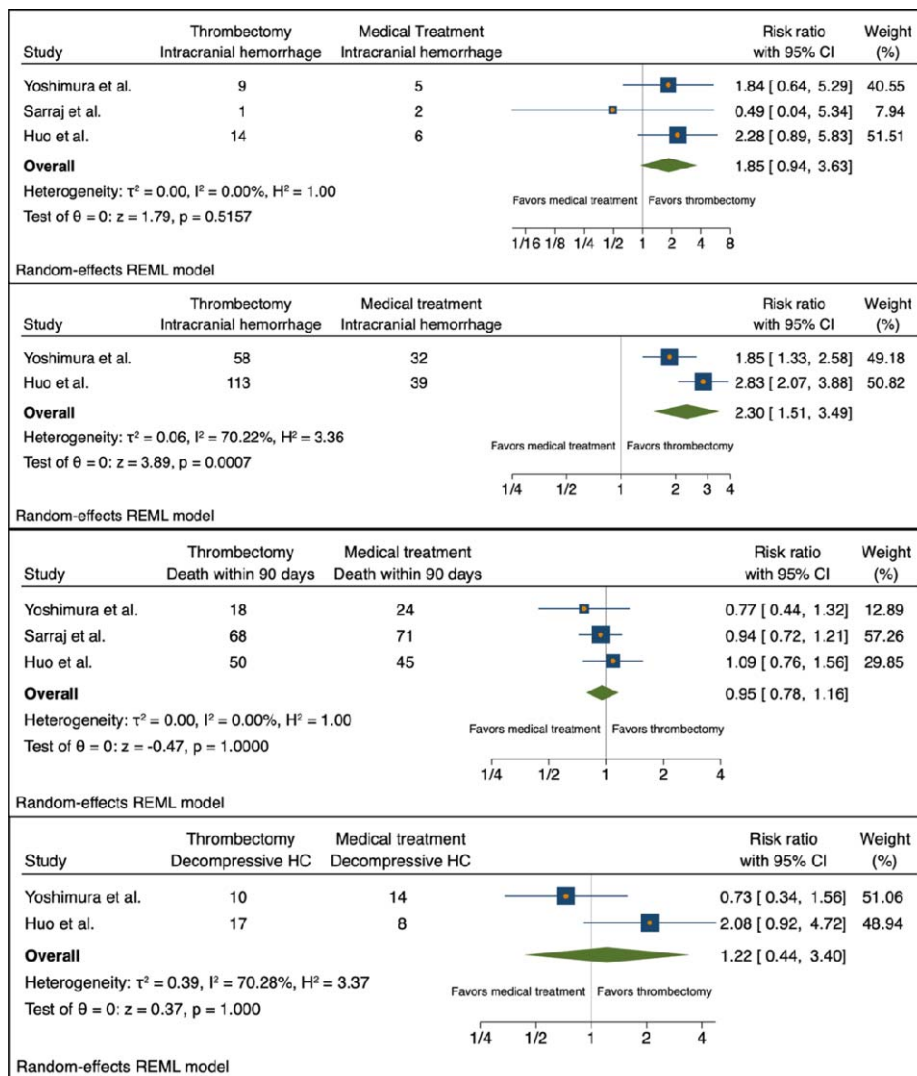 Thrombectomy Medical Treatment Risk ratio Weight
Study Intracranial hemorrhage Intracranial hemorrhage with 95% CI (%)
Yoshimura et al. 9 5 1.84 [ 0.64, 5.29] 40.55
Sarraj et al. 1 2 0.49 [ 0.04, 5.34] 7.94
Huo et al. 14 6 2.28 [ 0.89, 5.83] 51.51
Overall 1.85 [ 0.94, 3.63]
Heterogeneity: τ² = 0.00, I² = 0.00%, H² = 1.00
Favors medical treatment Favors thrombectomy
Test of θ = 0: z = 1.79, p = 0.5157
1/16 1/8 1/4 1/2 1 2 4 8
Random-effects REML model
Thrombectomy Medical treatment Risk ratio Weight
Study Intracranial hemorrhage Intracranial hemorrhage with 95% CI (%)
Yoshimura et al. 58 32 1.85 [ 1.33, 2.58] 49.18
Huo et al. 113 39 2.83 [ 2.07, 3.88] 50.82
Overall 2.30 [ 1.51, 3.49]
Heterogeneity: τ² = 0.06, I² = 70.22%, H² = 3.36
Favors medical treatment Favors thrombectomy
Test of θ = 0: z = 3.89, p = 0.0007
1/4 1/2 1 2 3 4
Random-effects REML model
Thrombectomy Medical treatment Risk ratio Weight
Study Death within 90 days Death within 90 days with 95% CI (%)
Yoshimura et al. 18 24 0.77 [ 0.44, 1.32] 12.89
Sarraj et al. 68 71 0.94 [ 0.72, 1.21] 57.26
Huo et al. 50 45 1.09 [ 0.76, 1.56] 29.85
Overall 0.95 [ 0.78, 1.16]
Heterogeneity: τ² = 0.00, I² = 0.00%, H² = 1.00
Favors medical treatment Favors thrombectomy
Test of θ = 0: z = -0.47, p = 1.0000
1/4 1/2 1 2 4
Random-effects REML model
Thrombectomy Medical treatment Risk ratio Weight
Study Decompressive HC Decompressive HC with 95% CI (%)
Yoshimura et al. 10 14 0.73 [ 0.34, 1.56] 51.06
Huo et al. 17 8 2.08 [ 0.92, 4.72] 48.94
Overall 1.22 [ 0.44, 3.40]
Heterogeneity: τ² = 0.39, I² = 70.28%, H² = 3.37
Favors medical treatment Favors thrombectomy
Test of θ = 0: z = 0.37, p = 1.000
1/4 1/2 1 2 4
Random-effects REML model